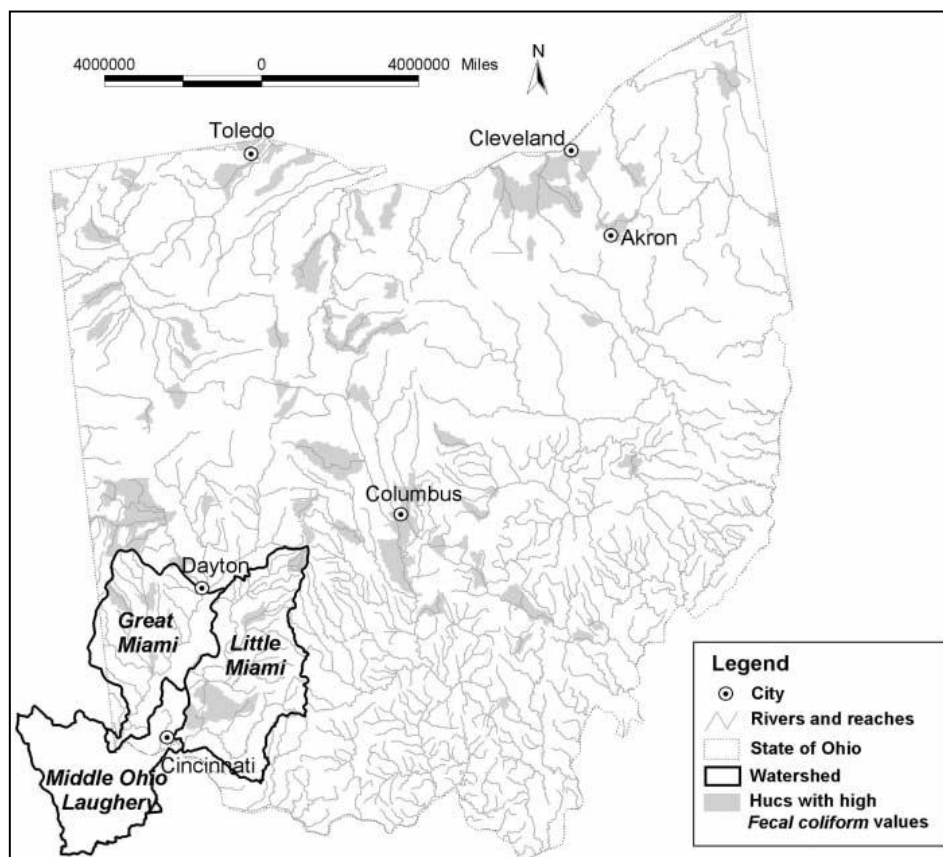 4000000 0 4000000 Miles
N
Toledo
Cleveland
Akron
Columbus
Dayton
Great
Miami
Little
Miami
Cincinnati
Middle Ohio
Laughery
Legend
City
Rivers and reaches
State of Ohio
Watershed
Hucs with high
Fecal coliform values